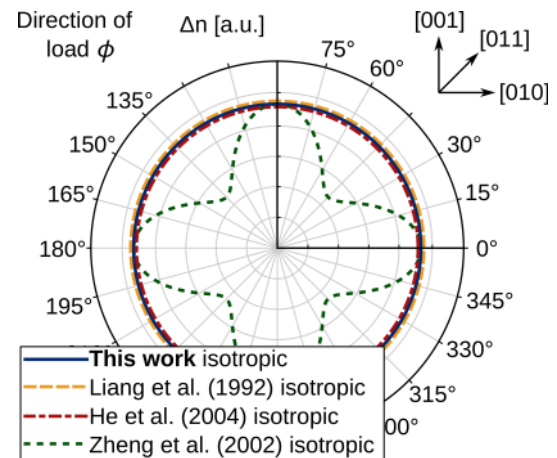 Direction of
load ϕ
Δn [a.u.]
[001]
[011]
[010]
75°
60°
135°
150°
30°
165°
15°
180°
0°
195°
345°
330°
315°
This work isotropic
Liang et al. (1992) isotropic
He et al. (2004) isotropic
Zheng et al. (2002) isotropic